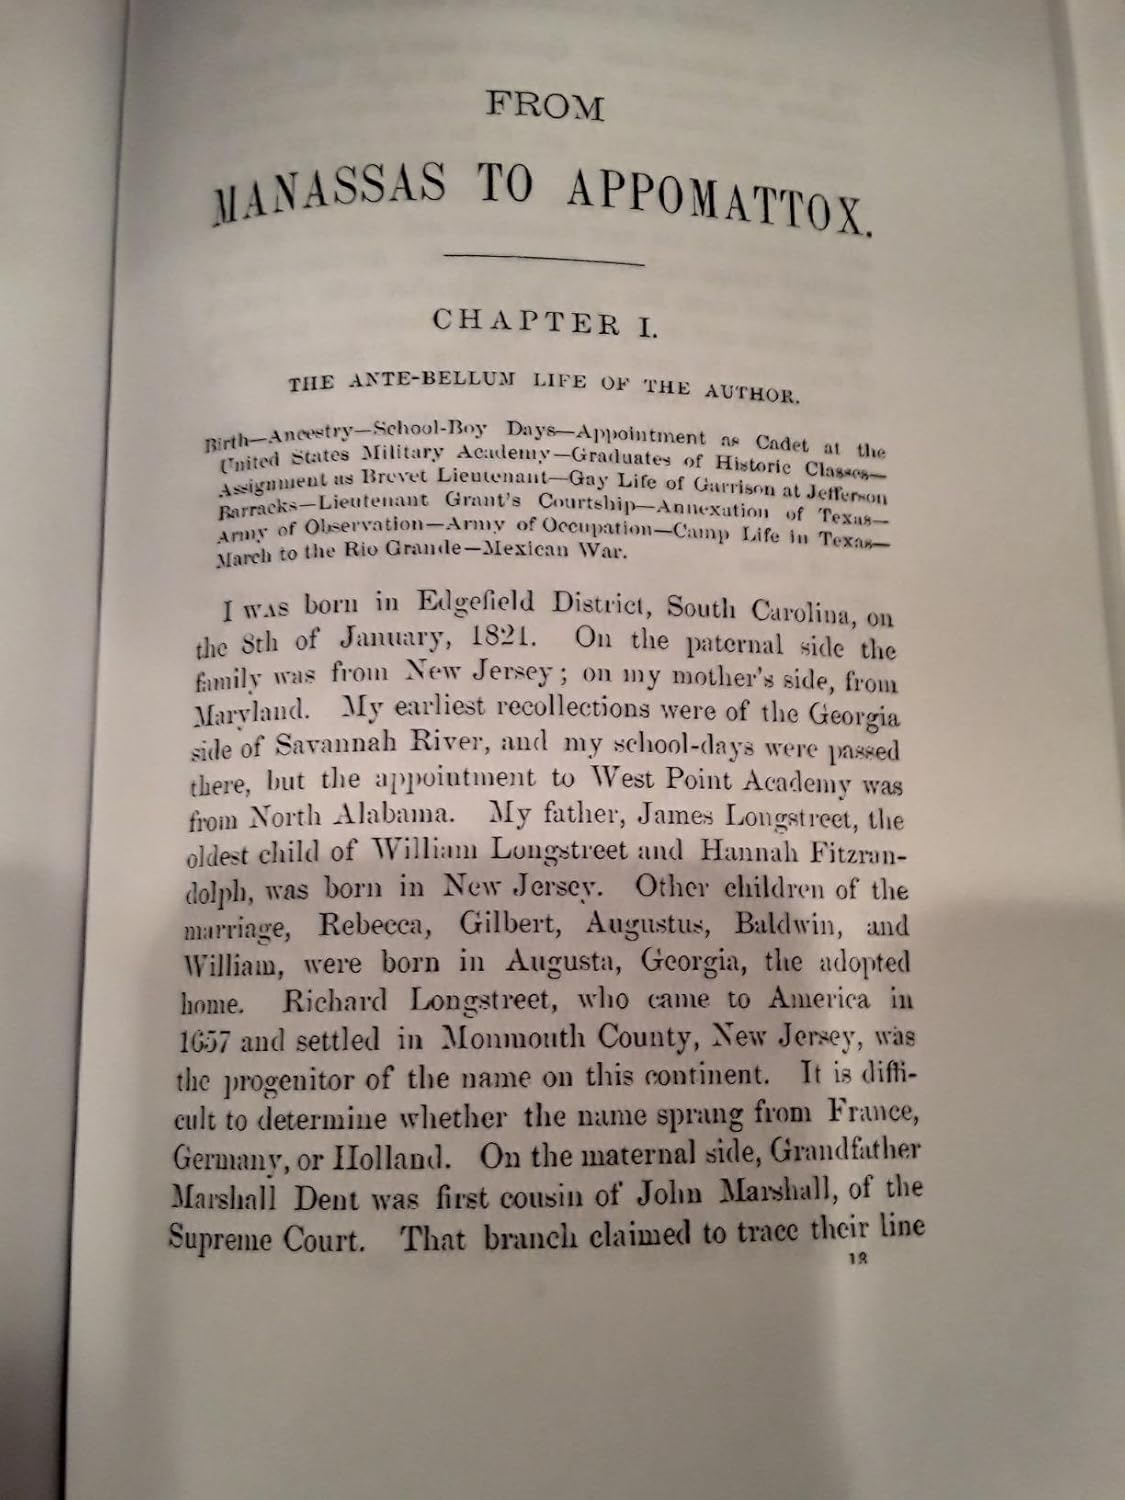 FROM
MANASSAS TO APPOMATTOX.
CHAPTER I.
THE ANTE-BELLUM LIFE OF THE AUTHOR.
Birth—Ancestry—School-Boy Days—Appointment as Cadet at the
United States Military Academy—Graduates of Historic Classes—
Assignment as Brevet Lieutenant—Gay Life of Garrison at Jefferson
Barracks—Lieutenant Grant's Courtship—Annexation of Texas—
Army of Observation—Army of Occupation—Camp Life in Texas—
March to the Rio Grande—Mexican War.
I was born in Edgefield District, South Carolina, on
the 8th of January, 1821. On the paternal side the
family was from New Jersey; on my mother's side, from
Maryland. My earliest recollections were of the Georgia
side of Savannah River, and my school-days were passed
there, but the appointment to West Point Academy was
from North Alabama. My father, James Longstreet, the
oldest child of William Longstreet and Hannah Fitzran-
dolph, was born in New Jersey. Other children of the
marriage, Rebecca, Gilbert, Augustus, Baldwin, and
William, were born in Augusta, Georgia, the adopted
home. Richard Longstreet, who came to America in
1657 and settled in Monmouth County, New Jersey, was
the progenitor of the name on this continent. It is diffi-
cult to determine whether the name sprang from France,
Germany, or Holland. On the maternal side, Grandfather
Marshall Dent was first cousin of John Marshall, of the
Supreme Court. That branch claimed to trace their line